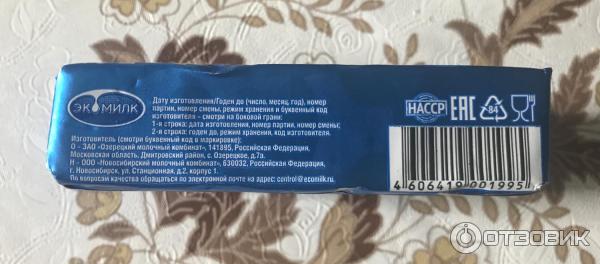 ЭКОМИЛК
Дату изготовления/Годен до (число, месяц, год), номер
партии, номер смены, режим хранения и буквенный код
изготовителя - смотри на боковой грани:
1-я строка: дата изготовления, номер партии, номер смены;
2-я строка: годен до, режим хранения, код изготовителя.
Изготовитель (смотри буквенный код в маркировке):
О - ЗАО «Озерецкий молочный комбинат», 141895, Российская Федерация,
Московская область, Дмитровский район, с. Озерецкое, д.7а.
Н - ООО «Новосибирский молочный комбинат», 630032, Российская Федерация,
г. Новосибирск, ул. Станционная, д.2 корпус 1.
По вопросам качества обращаться по электронной почте на адрес: control@ecomilk.ru.
HACCP
EAC
84
4 606419 001995
ОТЗОВИК